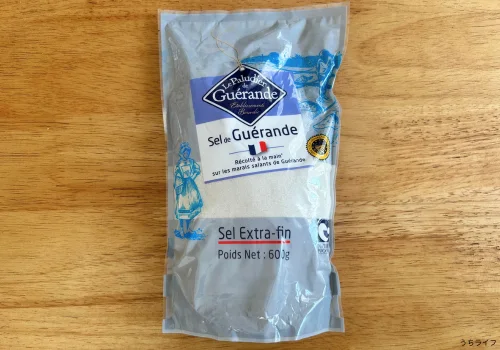 Le Paludier
de
Guérande
Sel de Guérande
Récolté à la main
sur les marais salants de Guérande
Sel Extra-fin
Poids Net : 600g
うちライフ